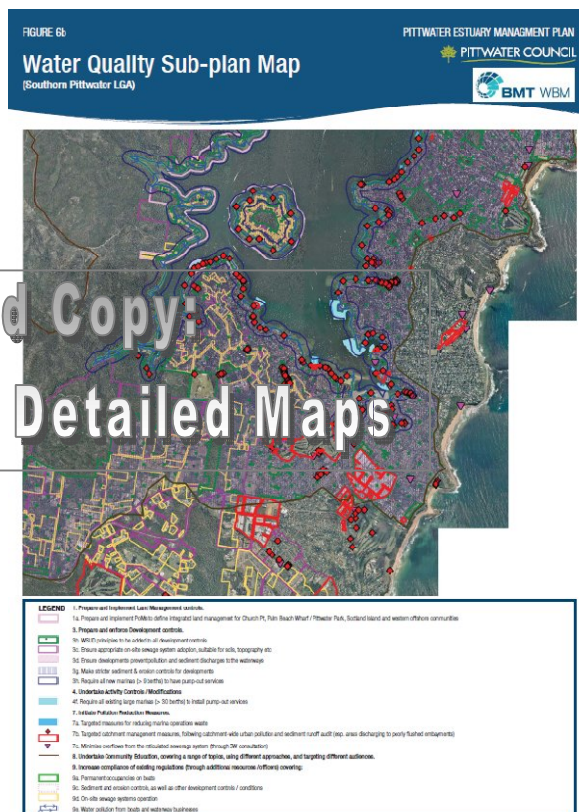 FIGURE 6b
PITTWATER ESTUARY MANAGMENT PLAN
PITTWATER COUNCIL
Water Quality Sub-plan Map
(Southern Pittwater LGA)
BMT WBM
d Copy:
Detailed Maps
LEGEND
1. Prepare and Implement Land Management controls.
1a. Prepare and implement PoMs to define integrated land management for Church Pt, Palm Beach Wharf / Pittwater Park, Scotland Island and western offshore communities
3. Prepare and enforce Development controls.
3b. WSUD principles to be added to all development controls
3c. Ensure appropriate on-site sewage system adoption, suitable for soils, topography etc
3d. Ensure developments prevent pollution and sediment discharges to the waterways
3g. Make stricter sediment & erosion controls for developments
3h. Require all new marinas (> 9 berths) to have pump-out services
4. Undertake Activity Controls / Modifications
4f. Require all existing large marinas (> 30 berths) to install pump-out services
7. Initiate Pollution Reduction Measures.
7a. Targeted measures for reducing marina operations waste
7b. Targeted catchment management measures, following catchment-wide urban pollution and sediment runoff audit (esp. areas discharging to poorly flushed embayments)
7c. Minimise overflows from the reticulated sewerage system (through SW consultation)
8. Undertake Community Education, covering a range of topics, using different approaches, and targeting different audiences.
9. Increase compliance of existing regulations (through additional resources /officers) covering:
9a. Permanent occupancies on boats
9c. Sediment and erosion controls, as well as other development controls / conditions
9d. On-site sewage systems operation
9e. Water pollution from boats and waterway businesses